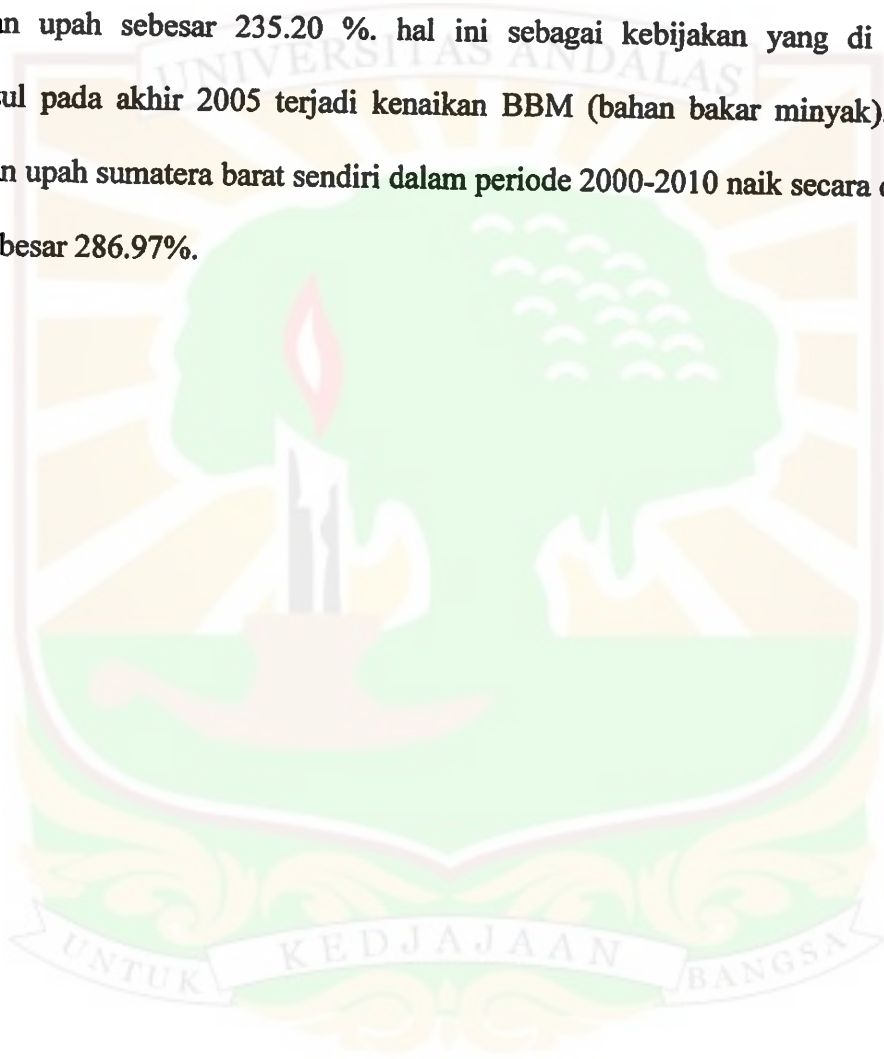 an upah sebesar 235.20 %. hal ini sebagai kebijakan yang di
UNIVERSITAS ANDALAS
ul pada akhir 2005 terjadi kenaikan BBM (bahan bakar minyak).
n upah sumatera barat sendiri dalam periode 2000-2010 naik secara
besar 286.97%.
UNTUK KEDJAJAAN BANGSA